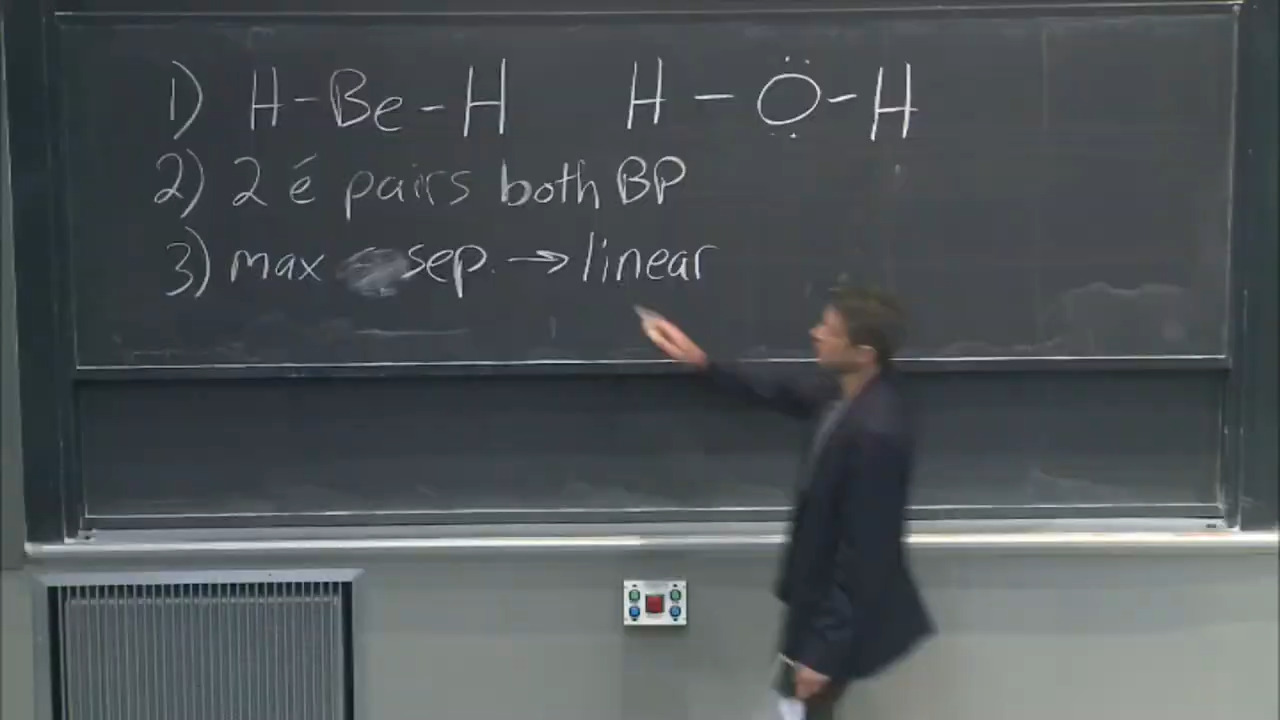 1) H-Be-H H-Ö-H
2) 2 é pairs both BP
3) max sep. → linear